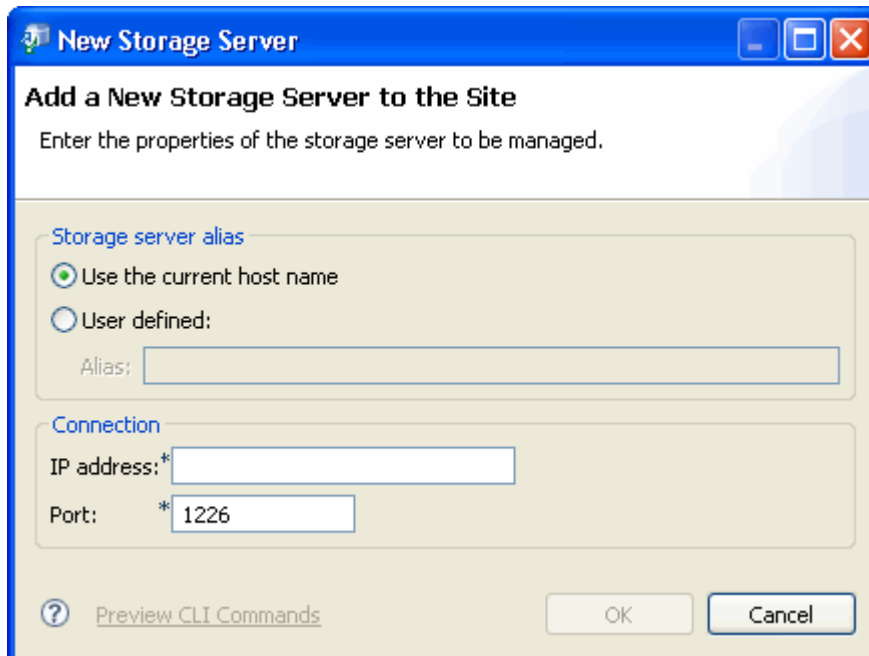 New Storage Server
Add a New Storage Server to the Site
Enter the properties of the storage server to be managed.
Storage server alias
Use the current host name
User defined:
Alias:
Connection
IP address:*
Port: * 1226
? Preview CLI Commands OK Cancel